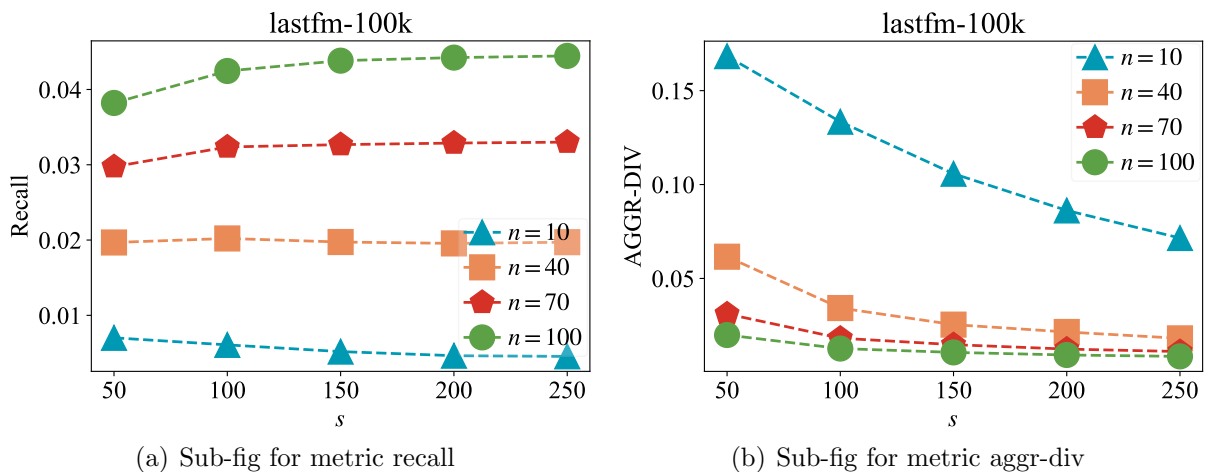 lastfm-100k
0.04
0.03
0.02
0.01
Recall
50 100 150 200 250
s
n = 10
n = 40
n = 70
n = 100
(a) Sub-fig for metric recall
lastfm-100k
0.15
0.10
0.05
AGGR-DIV
50 100 150 200 250
s
n = 10
n = 40
n = 70
n = 100
(b) Sub-fig for metric aggr-div